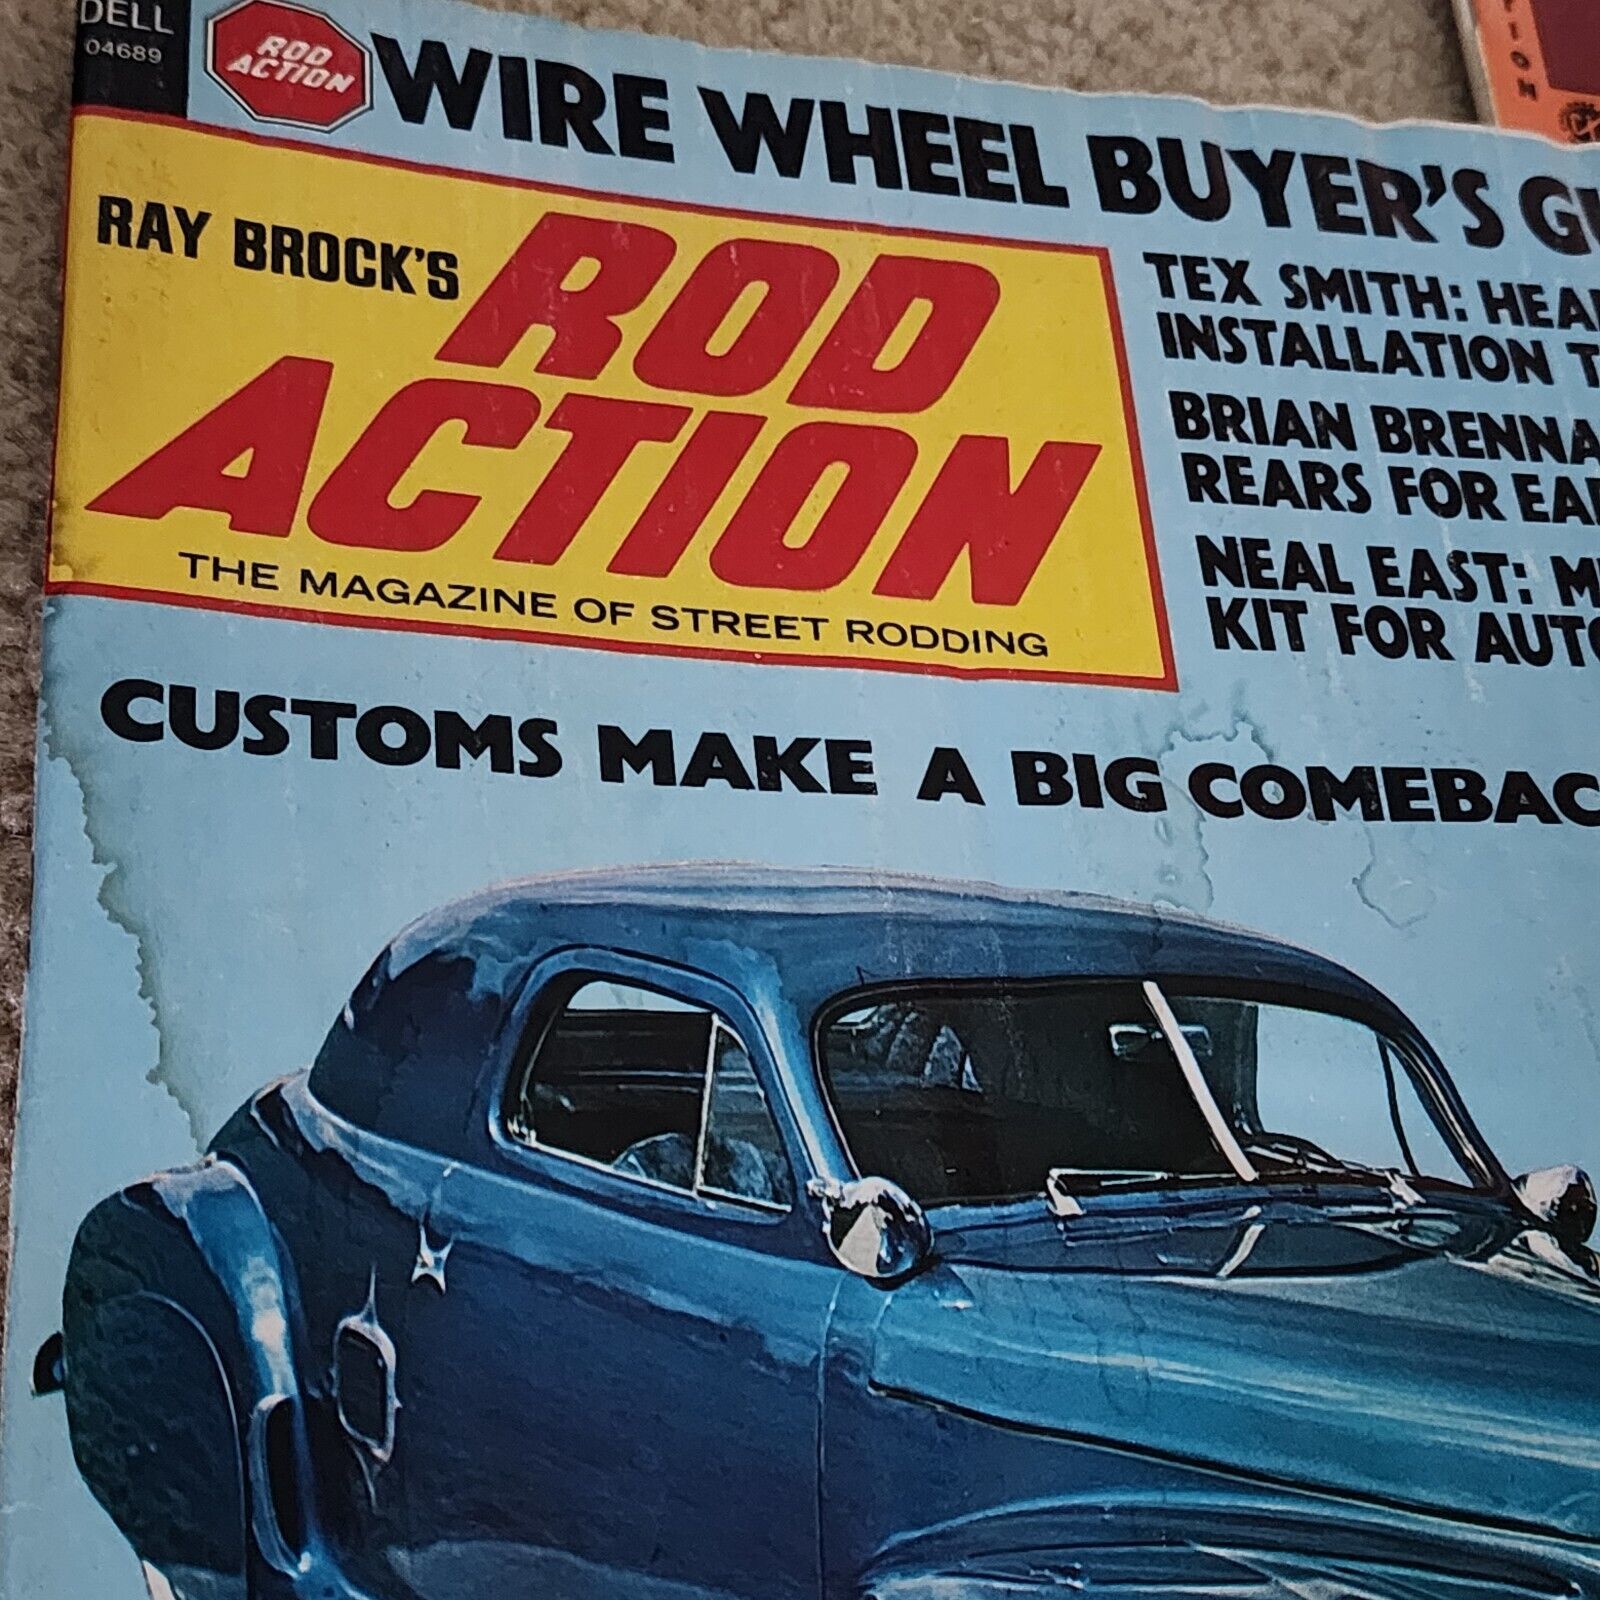 DELL
04689
ROD
ACTION
WIRE WHEEL BUYER'S
RAY BROCK'S
ROD
ACTION
THE MAGAZINE OF STREET RODDING
TEX SMITH:
INSTALLATION
BRIAN
REARS FOR
NEAL EAST:
KIT FOR
CUSTOMS MAKE A BIG